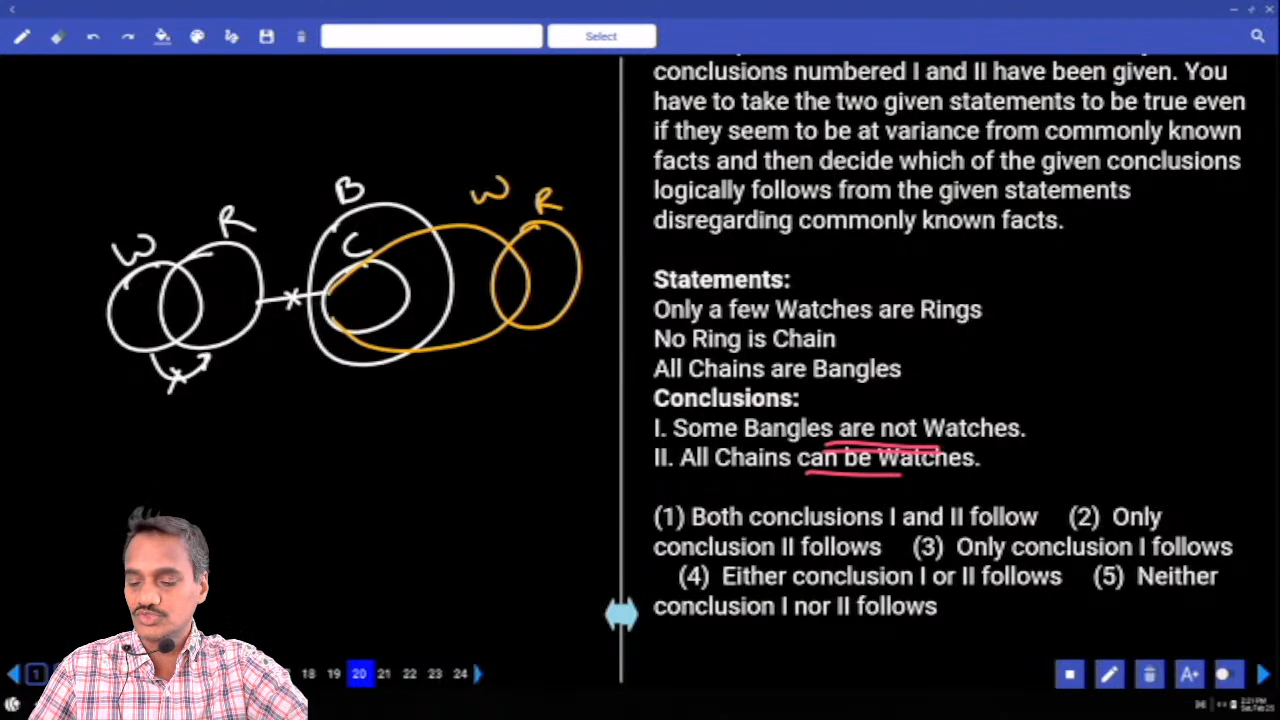 Select
conclusions numbered I and II have been given. You
have to take the two given statements to be true even
if they seem to be at variance from commonly known
facts and then decide which of the given conclusions
logically follows from the given statements
disregarding commonly known facts.
Statements:
Only a few Watches are Rings
No Ring is Chain
All Chains are Bangles
Conclusions:
I. Some Bangles are not Watches.
II. All Chains can be Watches.
(1) Both conclusions I and II follow (2) Only
conclusion II follows (3) Only conclusion I follows
(4) Either conclusion I or II follows (5) Neither
conclusion I nor II follows
W R B C W R
1 18 19 20 21 22 23 24
A+